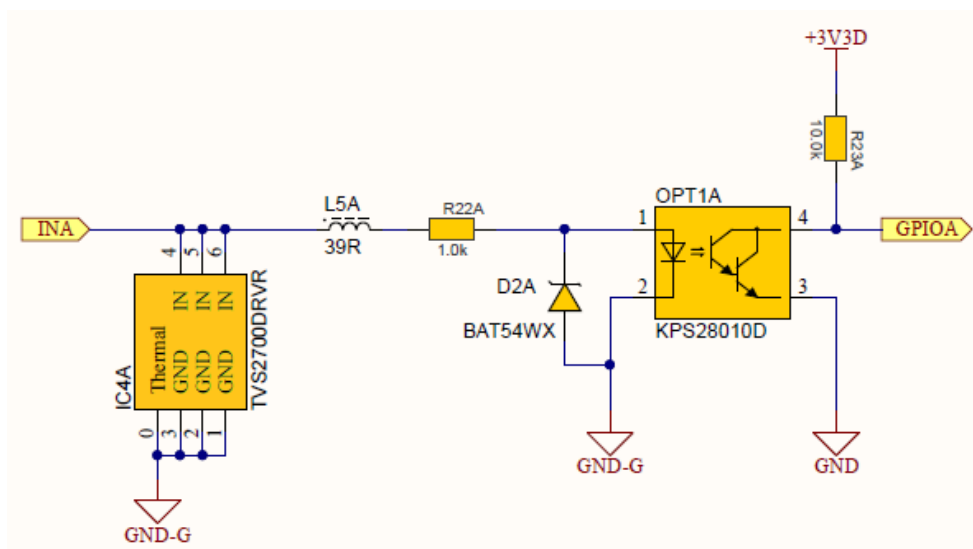 +3V3D
R23A
10.0k
L5A
39R
R22A
1.0k
OPT1A
1
2
4
3
KPS28010D
INA
GPIOA
D2A
BAT54WX
4
5
6
IN
IN
IN
Thermal
GND
GND
GND
IC4A
TVS2700DRVR
0
3
2
1
GND-G
GND-G
GND